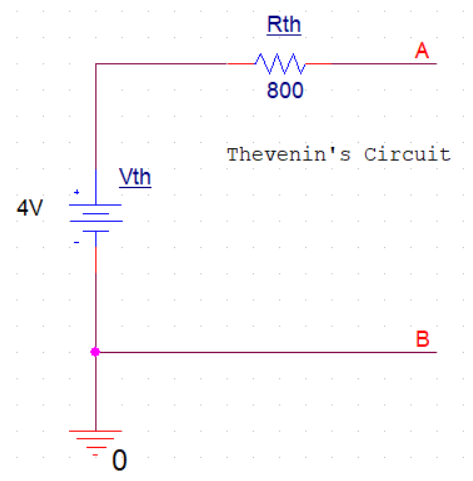 Rth
A
800
Thevenin's Circuit
Vth
+
4V
-
B
0